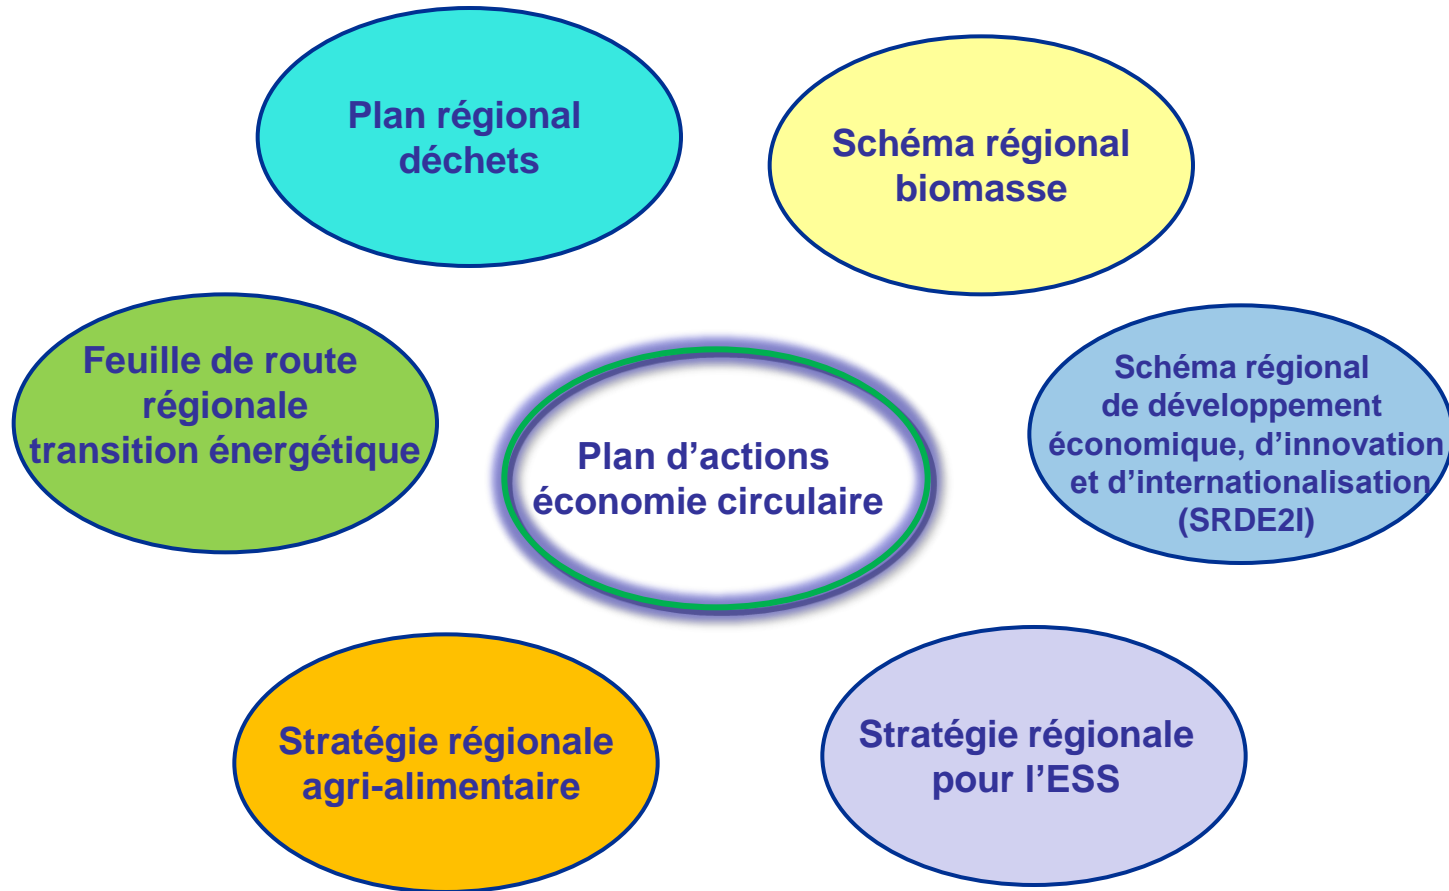 Plan régional
déchets
Schéma régional
biomasse
Feuille de route
régionale
transition énergétique
Schéma régional
de développement
économique, d’innovation
et d’internationalisation
(SRDE2I)
Plan d’actions
économie circulaire
Stratégie régionale
agri-alimentaire
Stratégie régionale
pour l’ESS